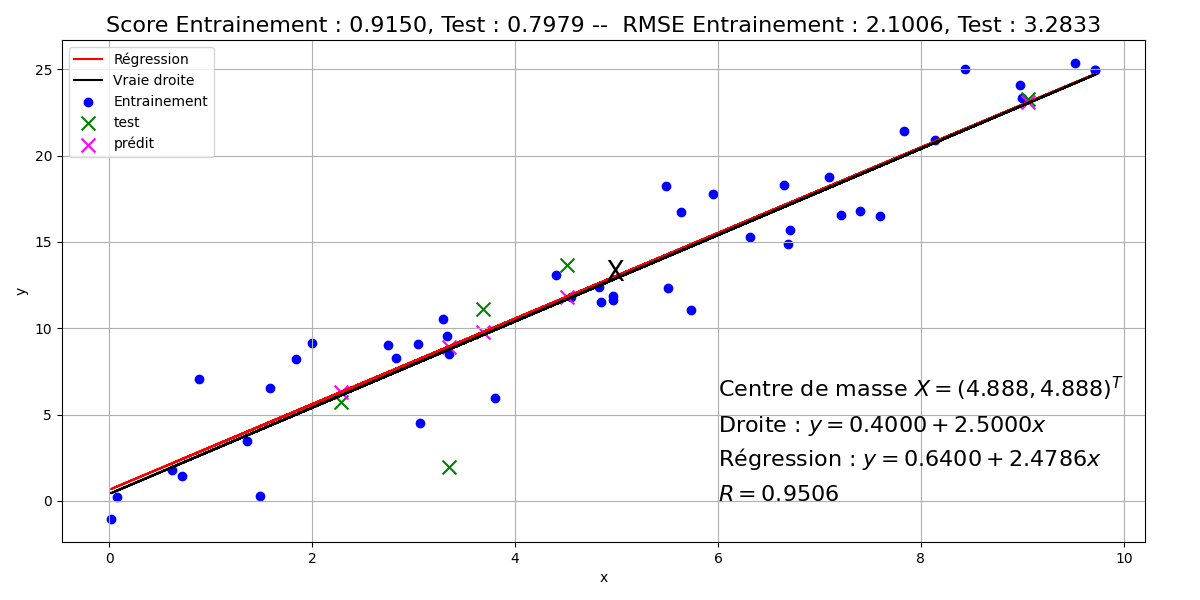 Score Entrainement : 0.9150, Test : 0.7979 --  RMSE Entrainement : 2.1006, Test : 3.2833
Régression
Vraie droite
Entrainement
test
prédit
25
20
15
10
5
0
y
X
Centre de masse X = (4.888, 4.888)^T
Droite : y = 0.4000 + 2.5000x
Régression : y = 0.6400 + 2.4786x
R = 0.9506
0 2 4 6 8 10
x